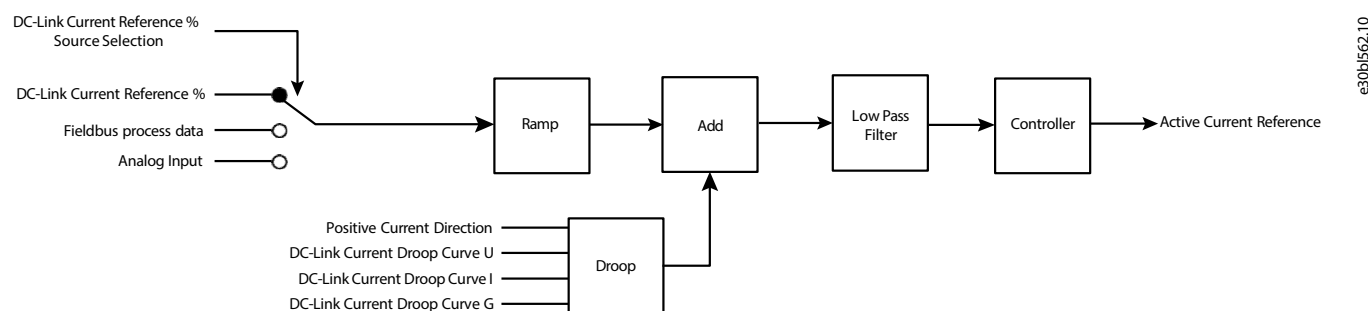 DC-Link Current Reference %
Source Selection
DC-Link Current Reference %
Fieldbus process data
Analog Input
Ramp
Add
Low Pass
Filter
Controller
Active Current Reference
Positive Current Direction
DC-Link Current Droop Curve U
DC-Link Current Droop Curve I
DC-Link Current Droop Curve G
Droop
e30bl562.10